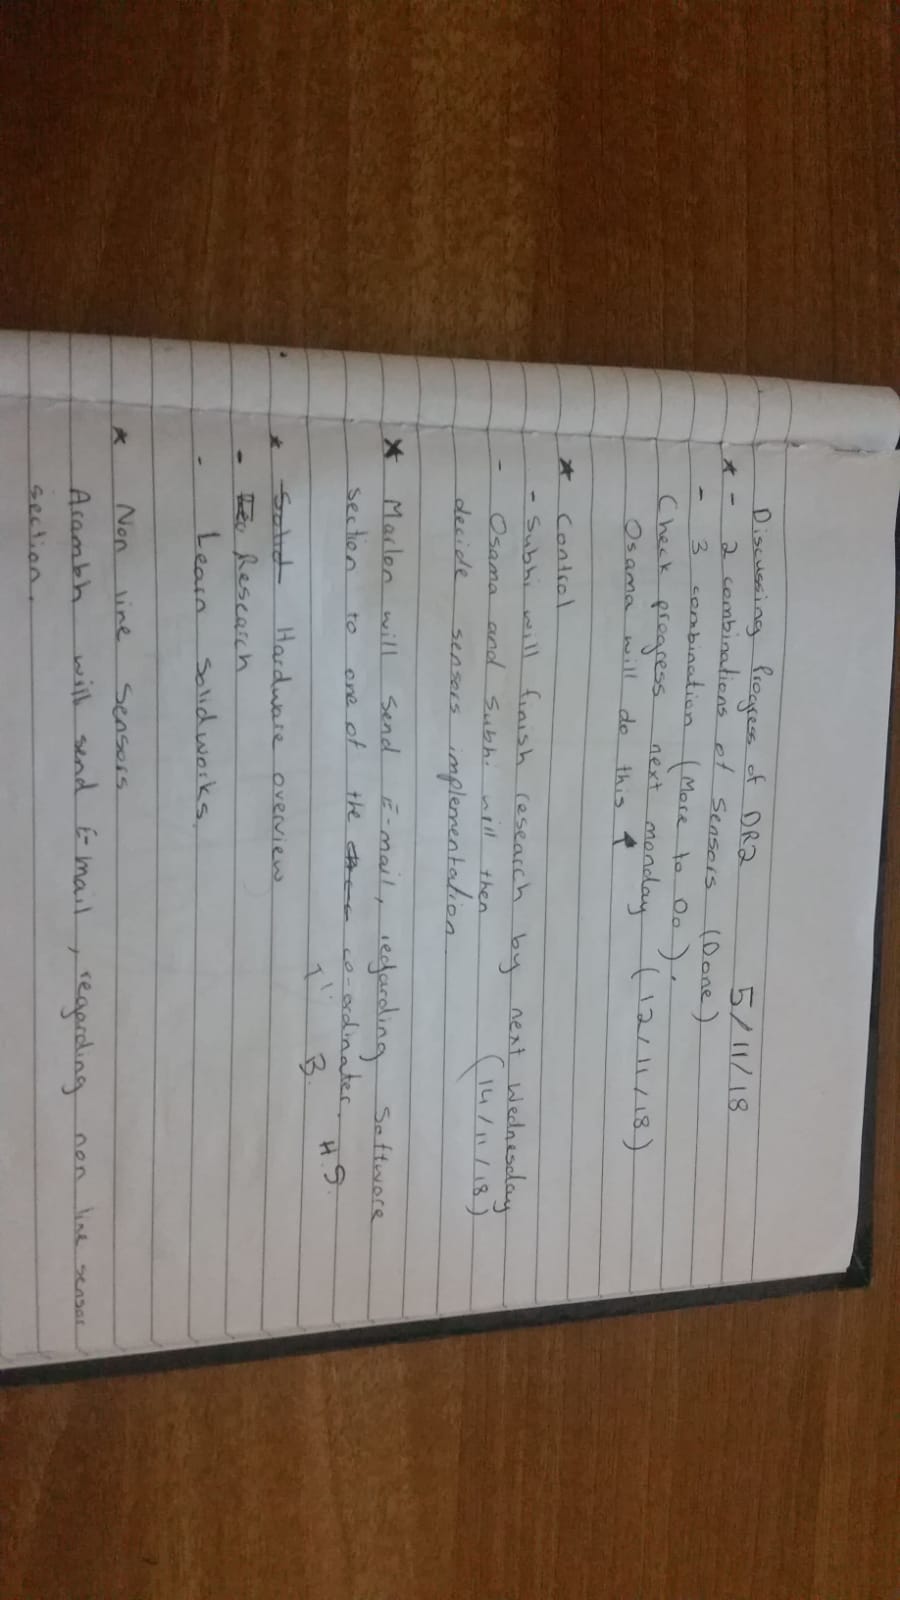 Discussing Progress of DR2 5/11/18
* - 2 combinations of Sensors (Done)
- 3 combination (More to Do),
Check progress next monday (12/11/18)
Osama will do this ↑
* Control
- Subhi will finish research by next Wednesday
(14/11/18)
- Osama and Subhi will then
decide sensors implementation
* Marlon will send E-mail, regarding Software
section to one of the co-ordinater. H.S.
B.
* Solid Hardware overview
- Research
- Learn Solidworks.
* Non line Sensors
Arambh will send E-mail, regarding non line sensor
section.